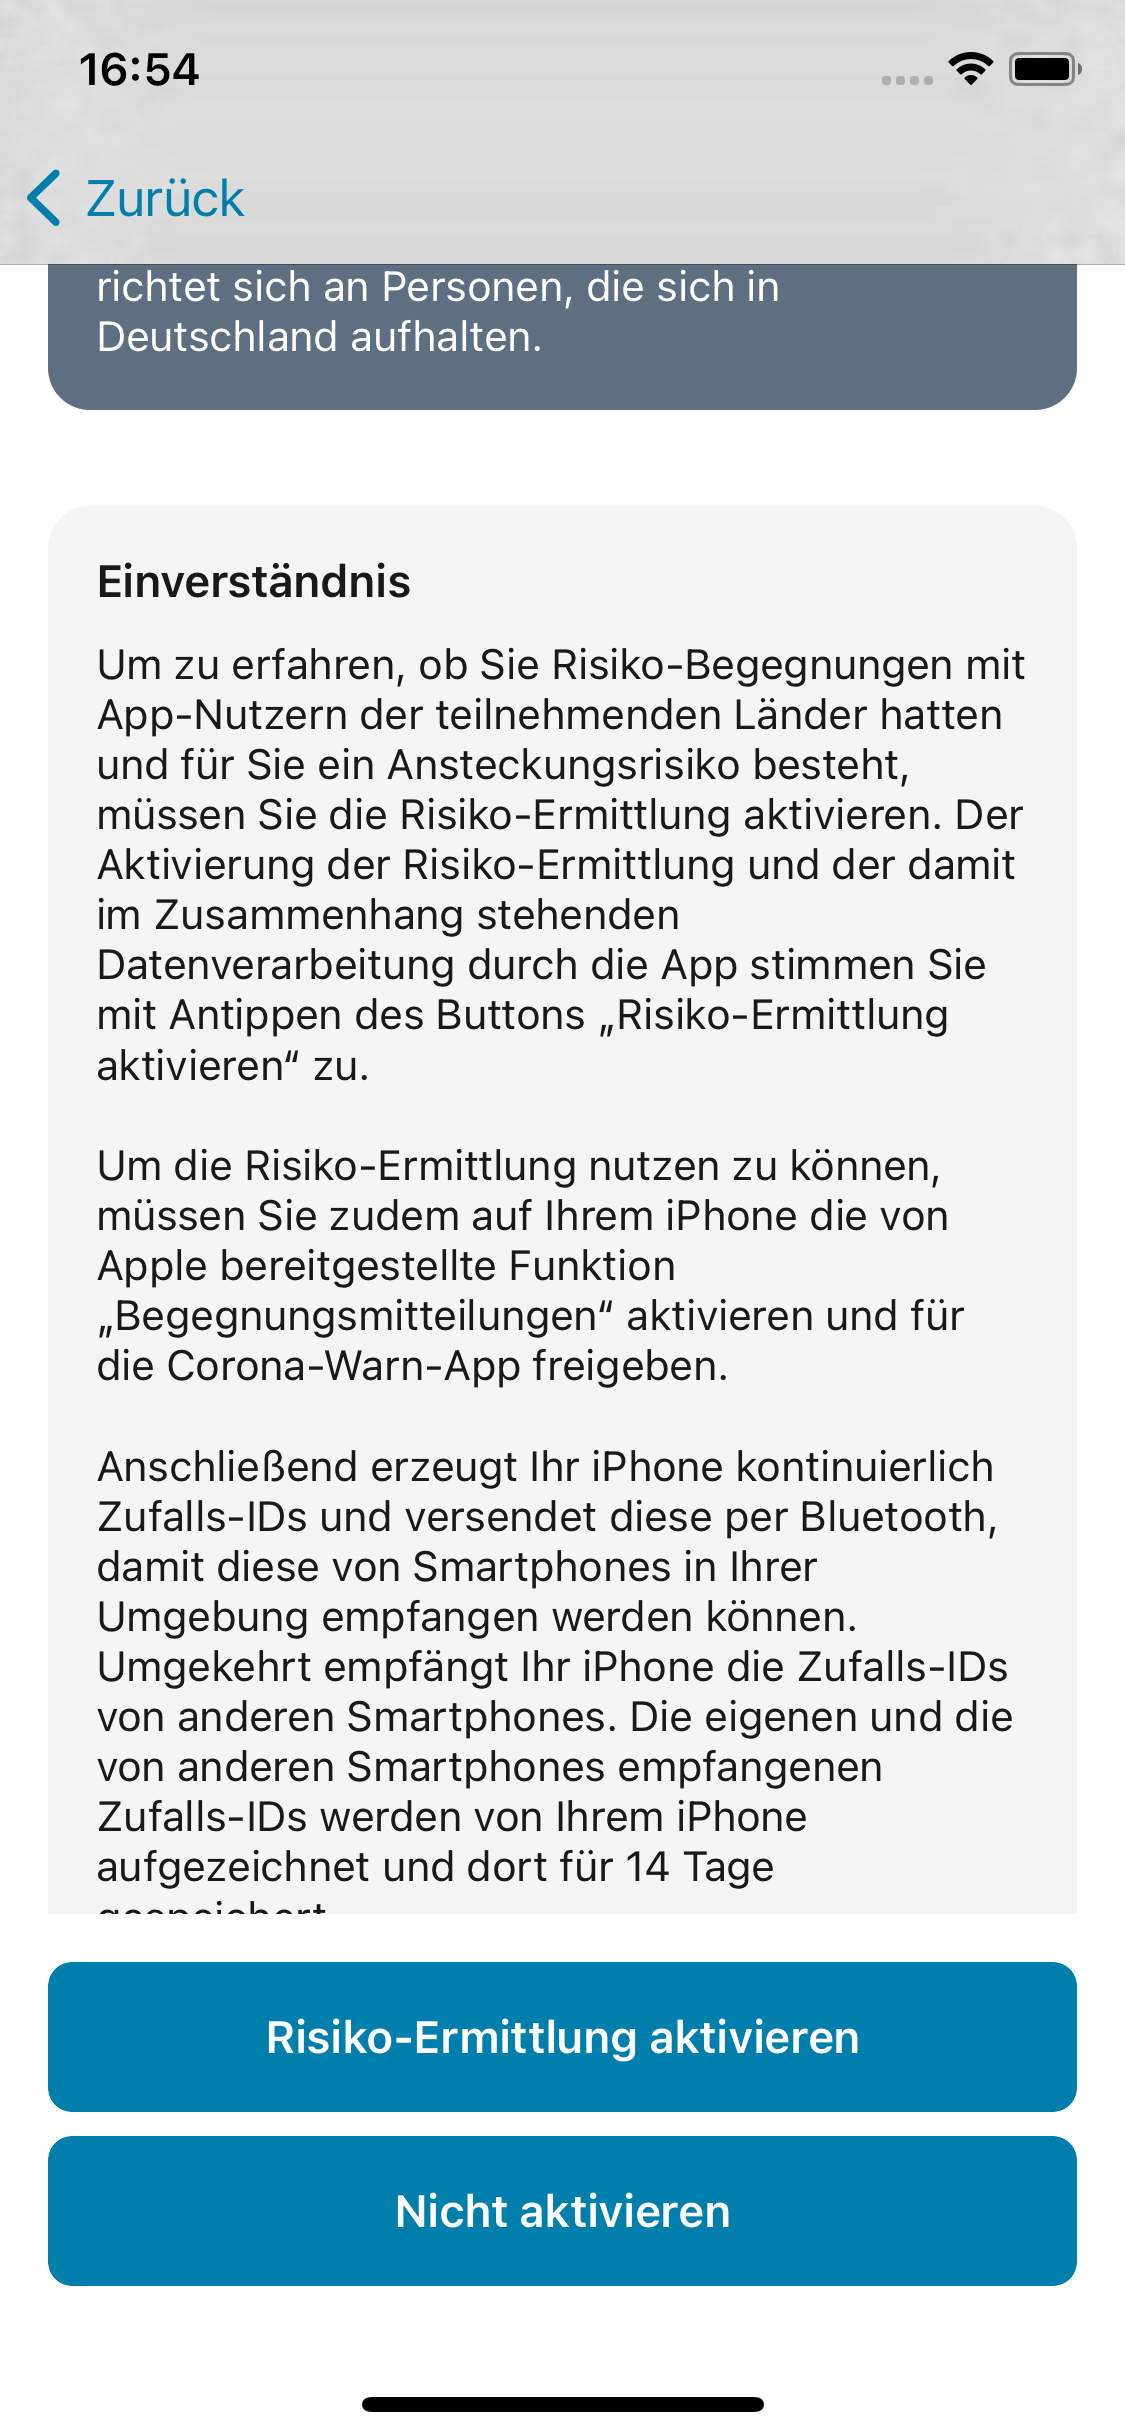 16:54
Zurück
richtet sich an Personen, die sich in
Deutschland aufhalten.
Einverständnis
Um zu erfahren, ob Sie Risiko-Begegnungen mit
App-Nutzern der teilnehmenden Länder hatten
und für Sie ein Ansteckungsrisiko besteht,
müssen Sie die Risiko-Ermittlung aktivieren. Der
Aktivierung der Risiko-Ermittlung und der damit
im Zusammenhang stehenden
Datenverarbeitung durch die App stimmen Sie
mit Antippen des Buttons „Risiko-Ermittlung
aktivieren“ zu.
Um die Risiko-Ermittlung nutzen zu können,
müssen Sie zudem auf Ihrem iPhone die von
Apple bereitgestellte Funktion
„Begegnungsmitteilungen“ aktivieren und für
die Corona-Warn-App freigeben.
Anschließend erzeugt Ihr iPhone kontinuierlich
Zufalls-IDs und versendet diese per Bluetooth,
damit diese von Smartphones in Ihrer
Umgebung empfangen werden können.
Umgekehrt empfängt Ihr iPhone die Zufalls-IDs
von anderen Smartphones. Die eigenen und die
von anderen Smartphones empfangenen
Zufalls-IDs werden von Ihrem iPhone
aufgezeichnet und dort für 14 Tage
gespeichert
Risiko-Ermittlung aktivieren
Nicht aktivieren